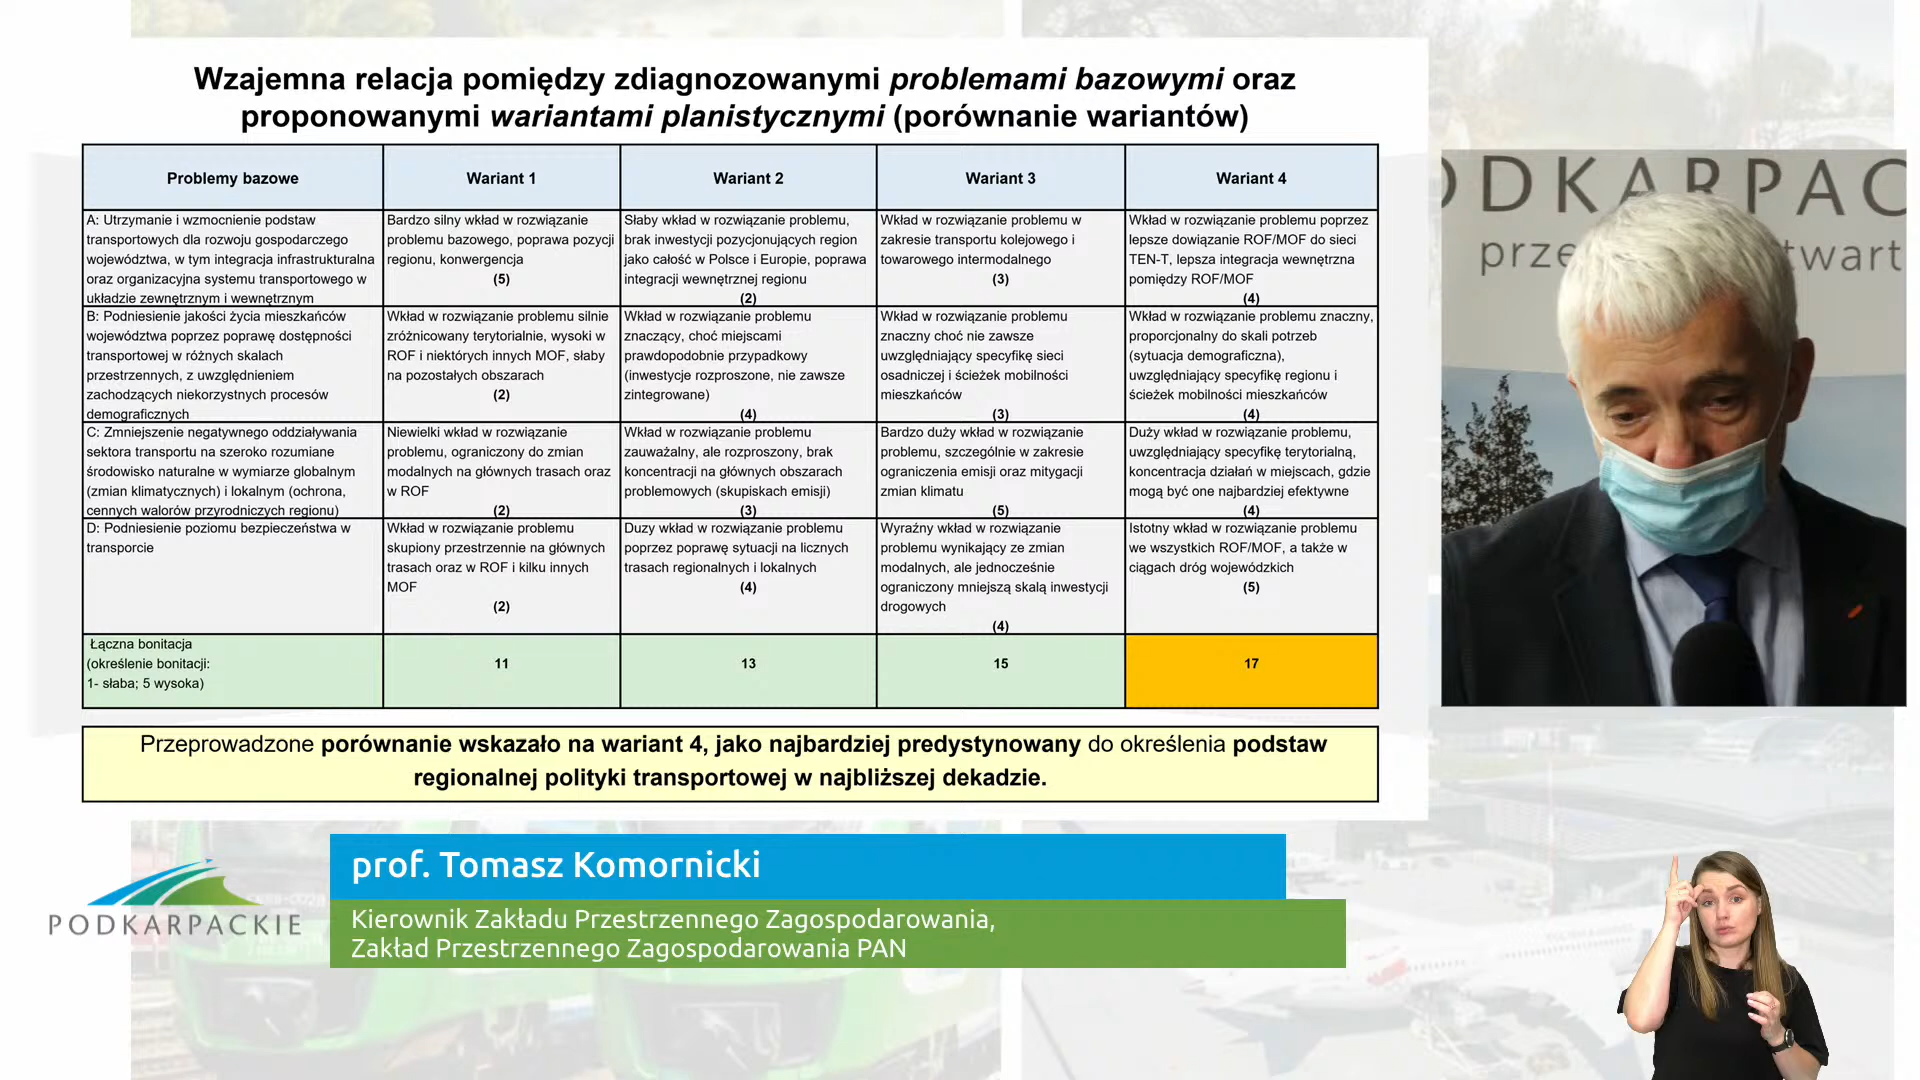 Wzajemna relacja pomiędzy zdiagnozowanymi problemami bazowymi oraz
proponowanymi wariantami planistycznymi (porównanie wariantów)
Problemy bazowe
Wariant 1
Wariant 2
Wariant 3
Wariant 4
A: Utrzymanie i wzmocnienie podstaw
transportowych dla rozwoju gospodarczego
województwa, w tym integracja infrastrukturalna
oraz organizacyjna systemu transportowego w
układzie zewnętrznym i wewnętrznym
Bardzo silny wkład w rozwiązanie
problemu bazowego, poprawa pozycji
regionu, konwergencja
(5)
Słaby wkład w rozwiązanie problemu,
brak inwestycji pozycjonujących region
jako całość w Polsce i Europie, poprawa
integracji wewnętrznej regionu
(2)
Wkład w rozwiązanie problemu w
zakresie transportu kolejowego i
towarowego intermodalnego
(3)
Wkład w rozwiązanie problemu poprzez
lepsze dowiązanie ROF/MOF do sieci
TEN-T, lepsza integracja wewnętrzna
pomiędzy ROF/MOF
(4)
B: Podniesienie jakości życia mieszkańców
województwa poprzez poprawę dostępności
transportowej w różnych skalach
przestrzennych, z uwzględnieniem
zachodzących niekorzystnych procesów
demograficznych
Wkład w rozwiązanie problemu silnie
zróżnicowany terytorialnie, wysoki w
ROF i niektórych innych MOF, słaby
na pozostałych obszarach
(2)
Wkład w rozwiązanie problemu
znaczący, choć miejscami
prawdopodobnie przypadkowy
(inwestycje rozproszone, nie zawsze
zintegrowane)
(4)
Wkład w rozwiązanie problemu
znaczny choć nie zawsze
uwzględniający specyfikę sieci
osadniczej i ścieżek mobilności
mieszkańców
(3)
Wkład w rozwiązanie problemu znaczny,
proporcjonalny do skali potrzeb
(sytuacja demograficzna),
uwzględniający specyfikę regionu i
ścieżek mobilności mieszkańców
(4)
C: Zmniejszenie negatywnego oddziaływania
sektora transportu na szeroko rozumiane
środowisko naturalne w wymiarze globalnym
(zmian klimatycznych) i lokalnym (ochrona,
cennych walorów przyrodniczych regionu)
Niewielki wkład w rozwiązanie
problemu, ograniczony do zmian
modalnych na głównych trasach oraz
w ROF
(2)
Wkład w rozwiązanie problemu
zauważalny, ale rozproszony, brak
koncentracji na głównych obszarach
problemowych (skupiskach emisji)
(3)
Bardzo duży wkład w rozwiązanie
problemu, szczególnie w zakresie
ograniczenia emisji oraz mitygacji
zmian klimatu
(5)
Duży wkład w rozwiązanie problemu,
uwzględniający specyfikę terytorialną,
koncentracja działań w miejscach, gdzie
mogą być one najbardziej efektywne
(4)
D: Podniesienie poziomu bezpieczeństwa w
transporcie
Wkład w rozwiązanie problemu
skupiony przestrzennie na głównych
trasach oraz w ROF i kilku innych
MOF
(2)
Duzy wkład w rozwiązanie problemu
poprzez poprawę sytuacji na licznych
trasach regionalnych i lokalnych
(4)
Wyraźny wkład w rozwiązanie
problemu wynikający ze zmian
modalnych, ale jednocześnie
ograniczony mniejszą skalą inwestycji
drogowych
(4)
Istotny wkład w rozwiązanie problemu
we wszystkich ROF/MOF, a także w
ciągach dróg wojewódzkich
(5)
Łączna bonitacja
(określenie bonitacji:
1- słaba; 5 wysoka)
11
13
15
17
Przeprowadzone porównanie wskazało na wariant 4, jako najbardziej predystynowany do określenia podstaw
regionalnej polityki transportowej w najbliższej dekadzie.
ODKARPAC
prze twart
prof. Tomasz Komornicki
Kierownik Zakładu Przestrzennego Zagospodarowania,
Zakład Przestrzennego Zagospodarowania PAN
PODKARPACKIE